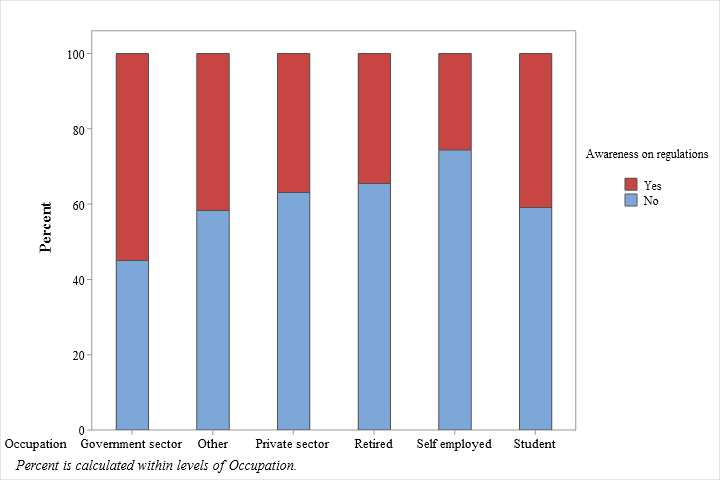 100
80
60
40
20
0
Percent
Awareness on regulations
Yes
No
Occupation Government sector Other Private sector Retired Self employed Student
Percent is calculated within levels of Occupation.